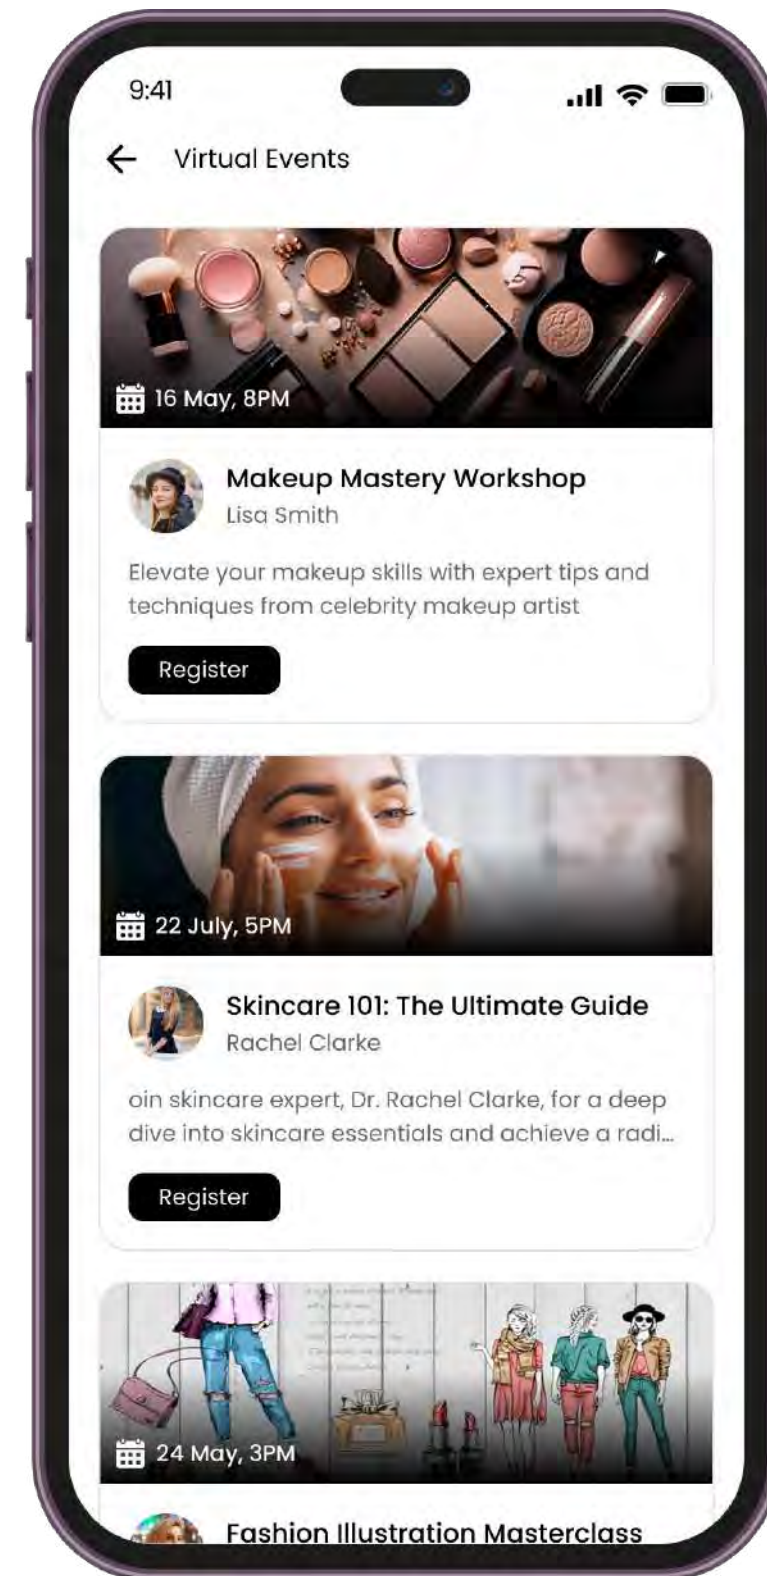 9:41
Virtual Events
16 May, 8PM
Makeup Mastery Workshop
Lisa Smith
Elevate your makeup skills with expert tips and
techniques from celebrity makeup artist
Register
22 July, 5PM
Skincare 101: The Ultimate Guide
Rachel Clarke
oin skincare expert, Dr. Rachel Clarke, for a deep
dive into skincare essentials and achieve a radi...
Register
24 May, 3PM
Fashion Illustration Masterclass